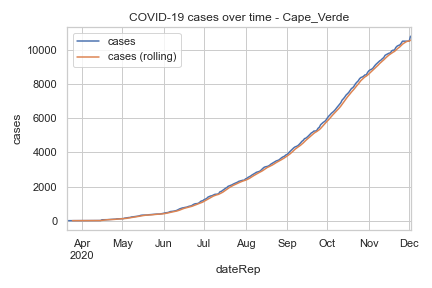 COVID-19 cases over time - Cape_Verde
cases
cases (rolling)
10000
8000
6000
4000
2000
0
cases
Apr May Jun Jul Aug Sep Oct Nov Dec
2020
dateRep